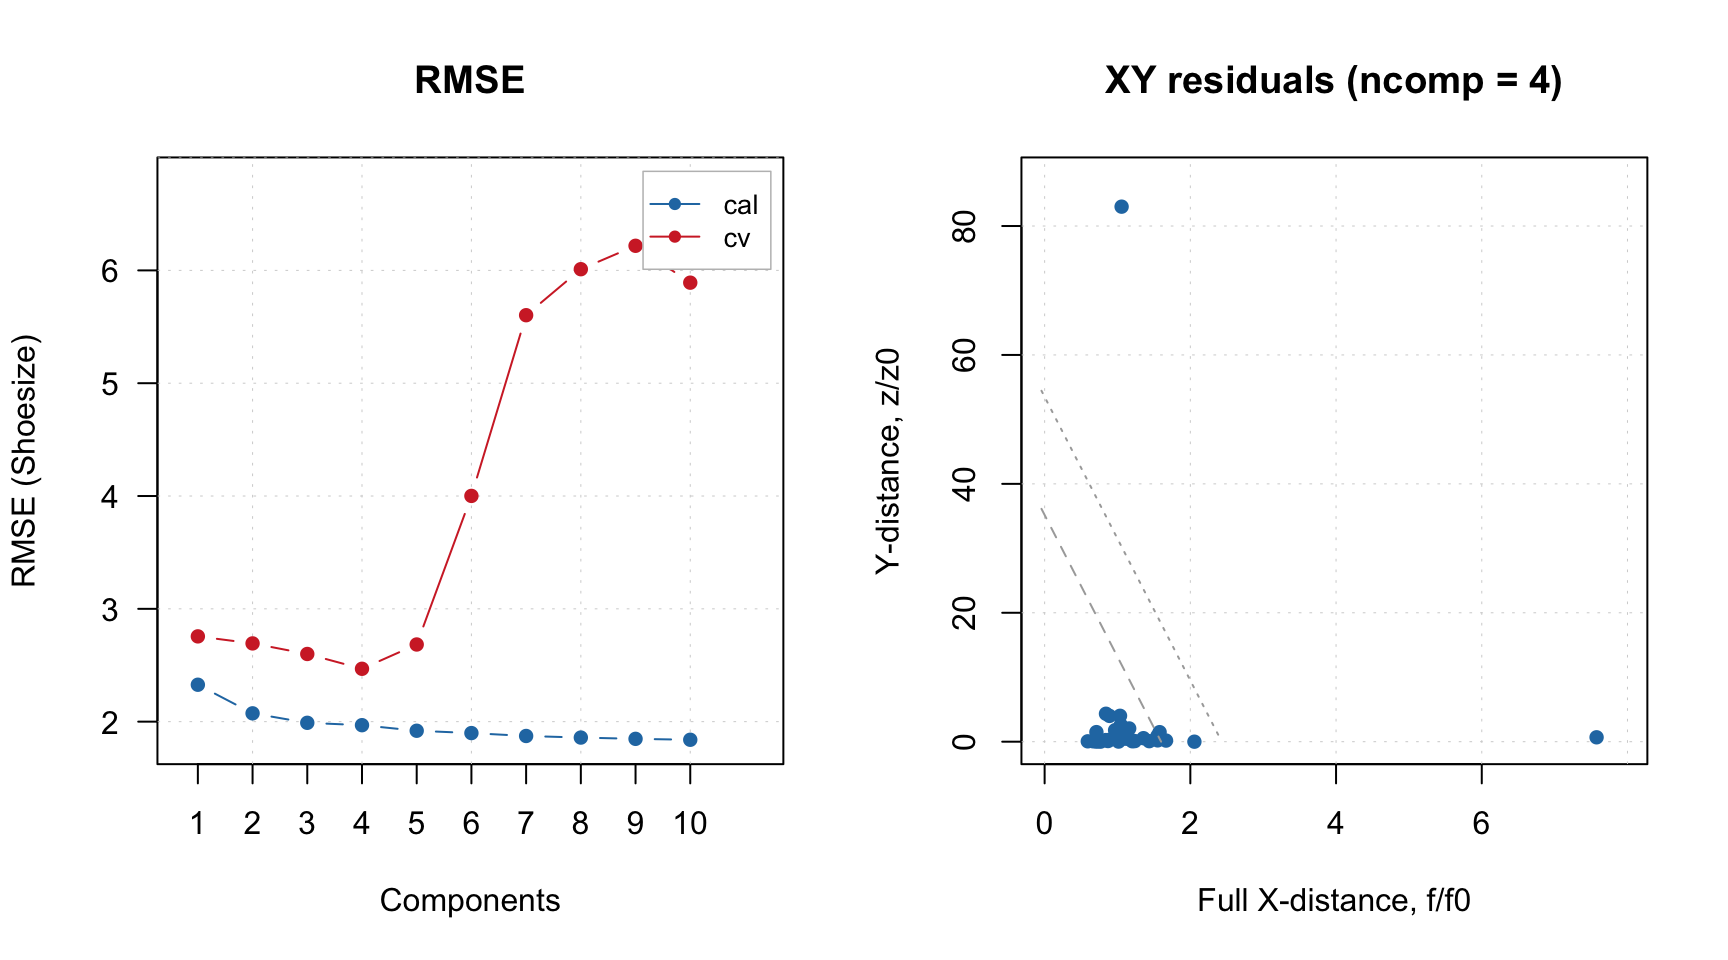 RMSE
cal
cv
6
5
4
3
2
RMSE (Shoesize)
1 2 3 4 5 6 7 8 9 10
Components
XY residuals (ncomp = 4)
80
60
40
20
0
Y-distance, z/z0
0 2 4 6
Full X-distance, f/f0